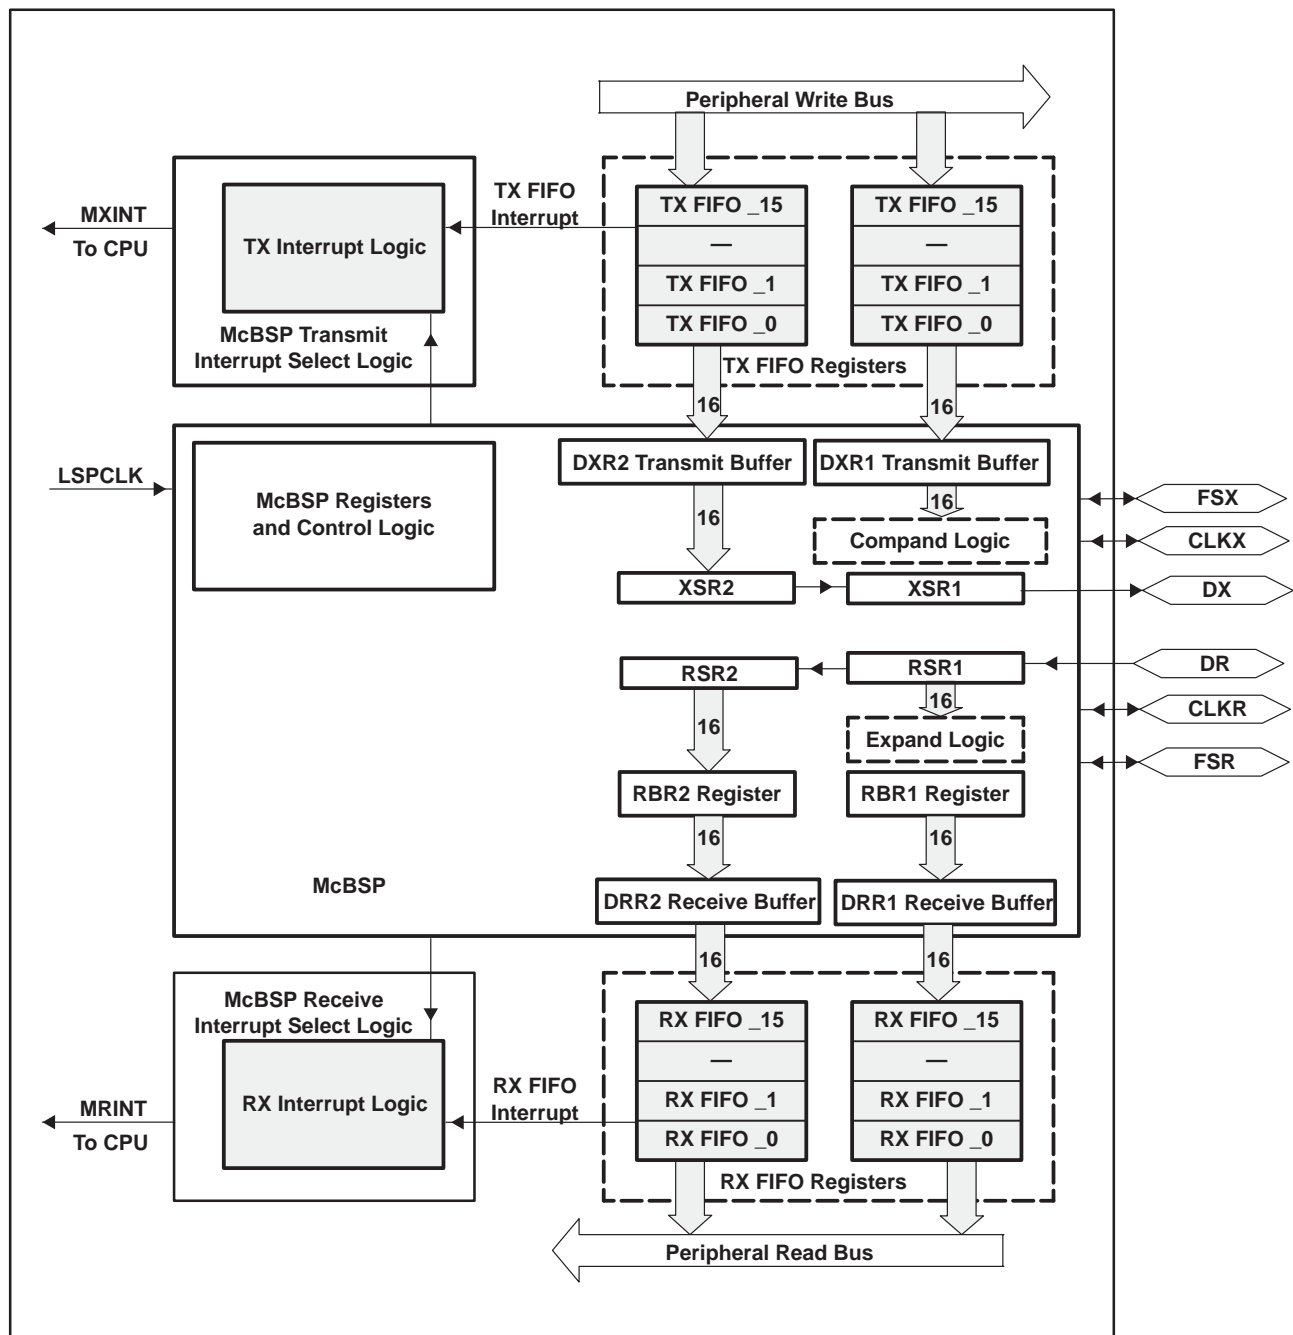 Peripheral Write Bus
TX FIFO
Interrupt
MXINT
To CPU
TX Interrupt Logic
McBSP Transmit
Interrupt Select Logic
TX FIFO _15
—
TX FIFO _1
TX FIFO _0
TX FIFO _15
—
TX FIFO _1
TX FIFO _0
TX FIFO Registers
16
16
LSPCLK
McBSP Registers
and Control Logic
DXR2 Transmit Buffer
DXR1 Transmit Buffer
16
16
Compand Logic
XSR2
XSR1
FSX
CLKX
DX
RSR2
RSR1
DR
16
16
Expand Logic
CLKR
FSR
RBR2 Register
RBR1 Register
16
16
McBSP
DRR2 Receive Buffer
DRR1 Receive Buffer
16
16
McBSP Receive
Interrupt Select Logic
RX Interrupt Logic
MRINT
To CPU
RX FIFO
Interrupt
RX FIFO _15
—
RX FIFO _1
RX FIFO _0
RX FIFO _15
—
RX FIFO _1
RX FIFO _0
RX FIFO Registers
Peripheral Read Bus